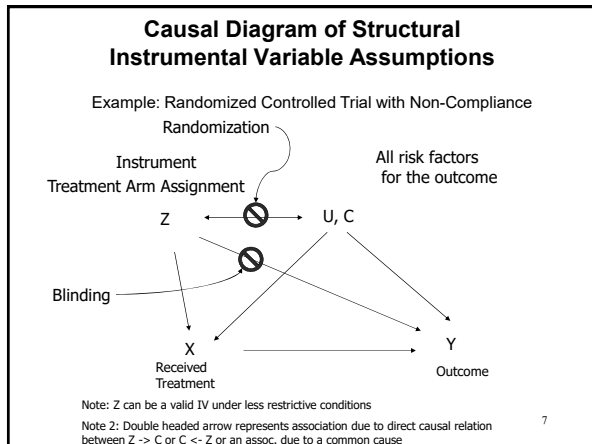 Causal Diagram of Structural
Instrumental Variable Assumptions
Example: Randomized Controlled Trial with Non-Compliance
Randomization
Instrument
Treatment Arm Assignment
All risk factors
for the outcome
Z
U, C
Blinding
X
Received
Treatment
Y
Outcome
Note: Z can be a valid IV under less restrictive conditions
Note 2: Double headed arrow represents association due to direct causal relation
between Z -> C or C <- Z or an assoc. due to a common cause
7